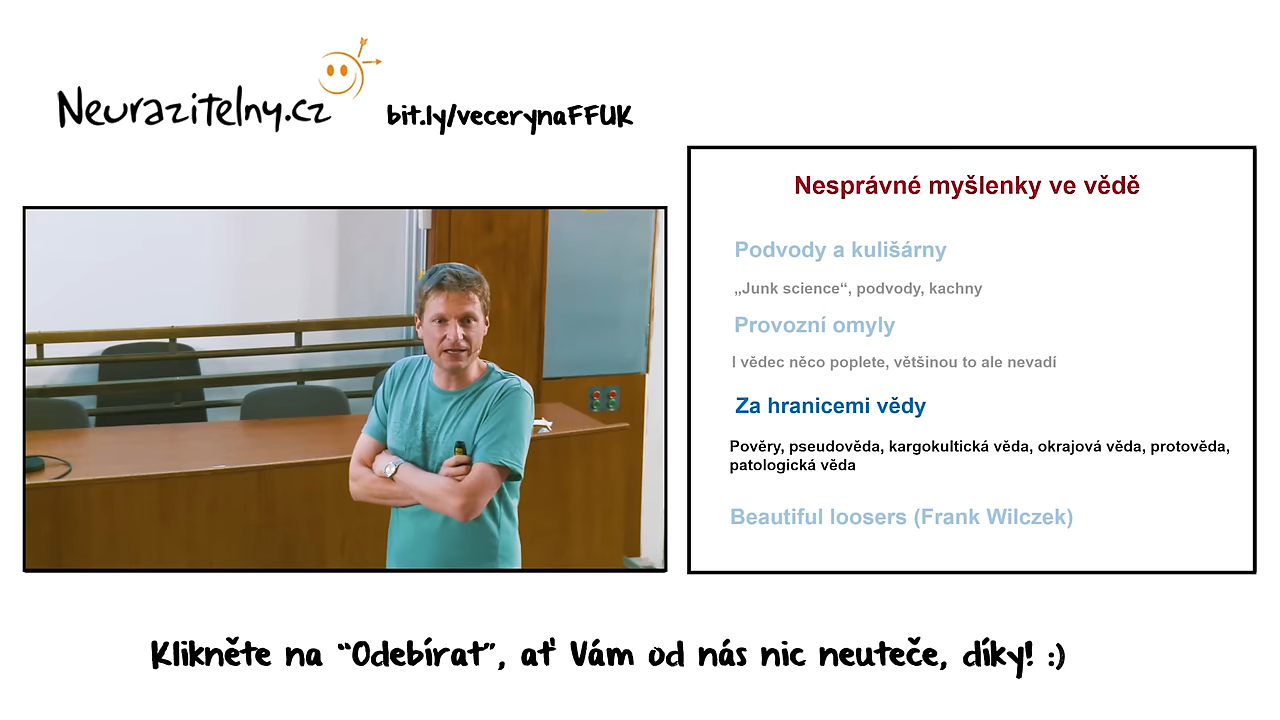 Neurazitelny.cz
bit.ly/vecerynaFFUK
Nesprávné myšlenky ve vědě
Podvody a kulišárny
„Junk science“, podvody, kachny
Provozní omyly
I vědec něco poplete, většinou to ale nevadí
Za hranicemi vědy
Pověry, pseudověda, kargokultická věda, okrajová věda, protověda,
patologická věda
Beautiful loosers (Frank Wilczek)
Klikněte na “Odebírat”, ať Vám od nás nic neuteče, díky! :)